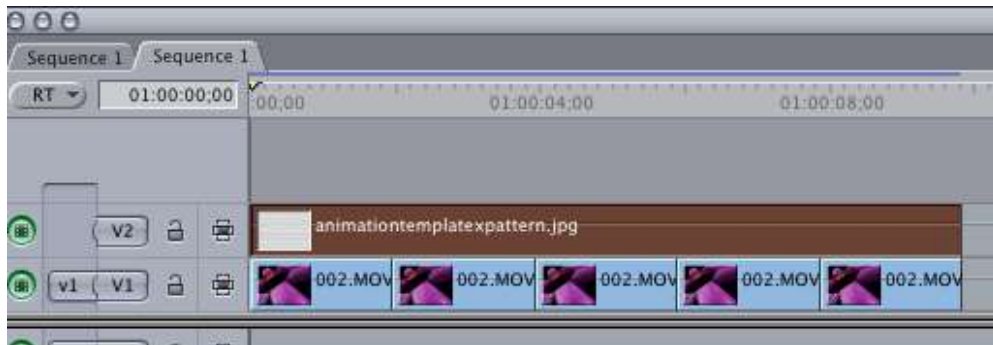 Sequence 1 Sequence 1
RT 01:00:00;00 00;00 01:00:04;00 01:00:08;00
V2 animationtemplatexpattern.jpg
v1 V1 002.MOV 002.MOV 002.MOV 002.MOV 002.MOV